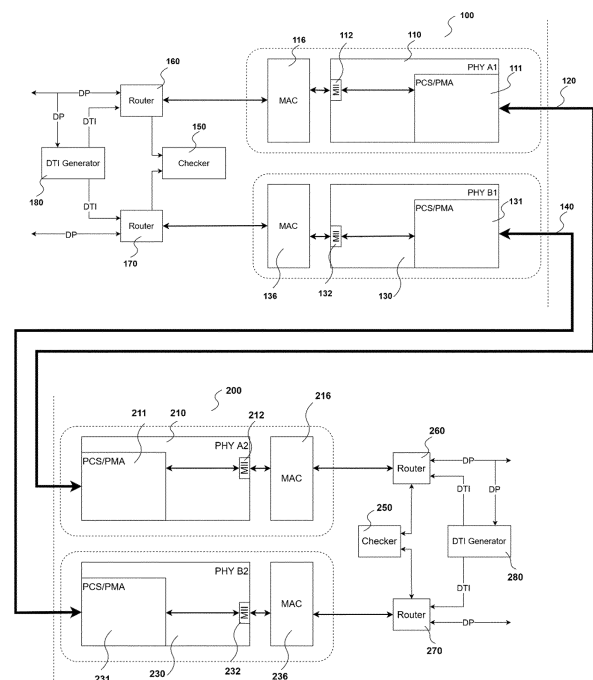 100
116
112
110
160
PHY A1
111
PCS/PMA
MII
MAC
120
DP
Router
DP
DTI
150
DTI Generator
Checker
180
DTI
PHY B1
131
PCS/PMA
140
Router
DP
MAC
MII
170
136
132
130
200
211
210
212
216
PHY A2
260
PCS/PMA
MII
MAC
Router
DP
DTI
DP
250
Checker
DTI Generator
280
PHY B2
PCS/PMA
DTI
MII
MAC
Router
DP
270
231
230
232
236